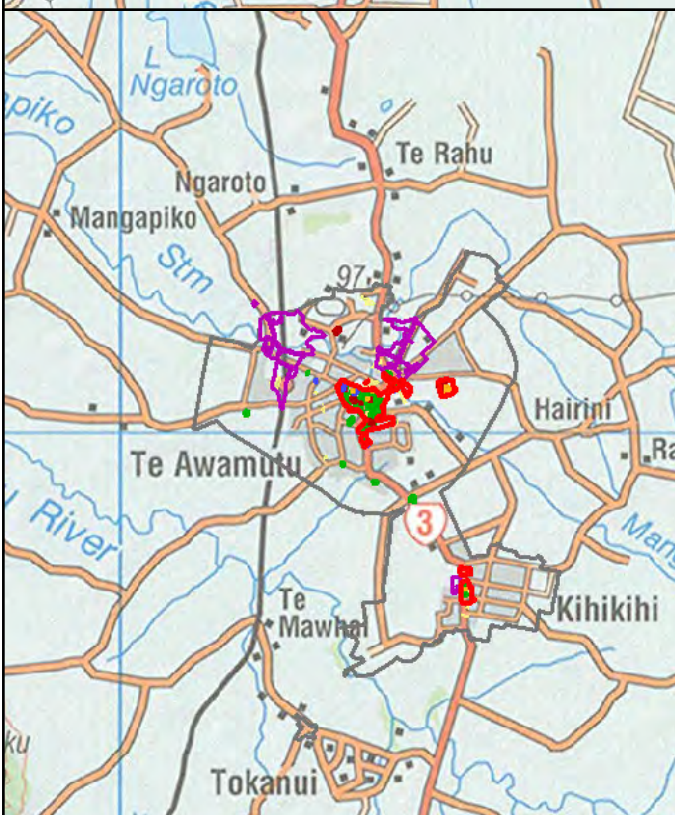 L
Ngaroto
apiko
Te Rahu
Ngaroto
Mangapiko
Stm
97
Hairini
Ra
Te Awamutu
River
3
Mang
Te
Mawhai
Kihikihi
ku
Tokanui